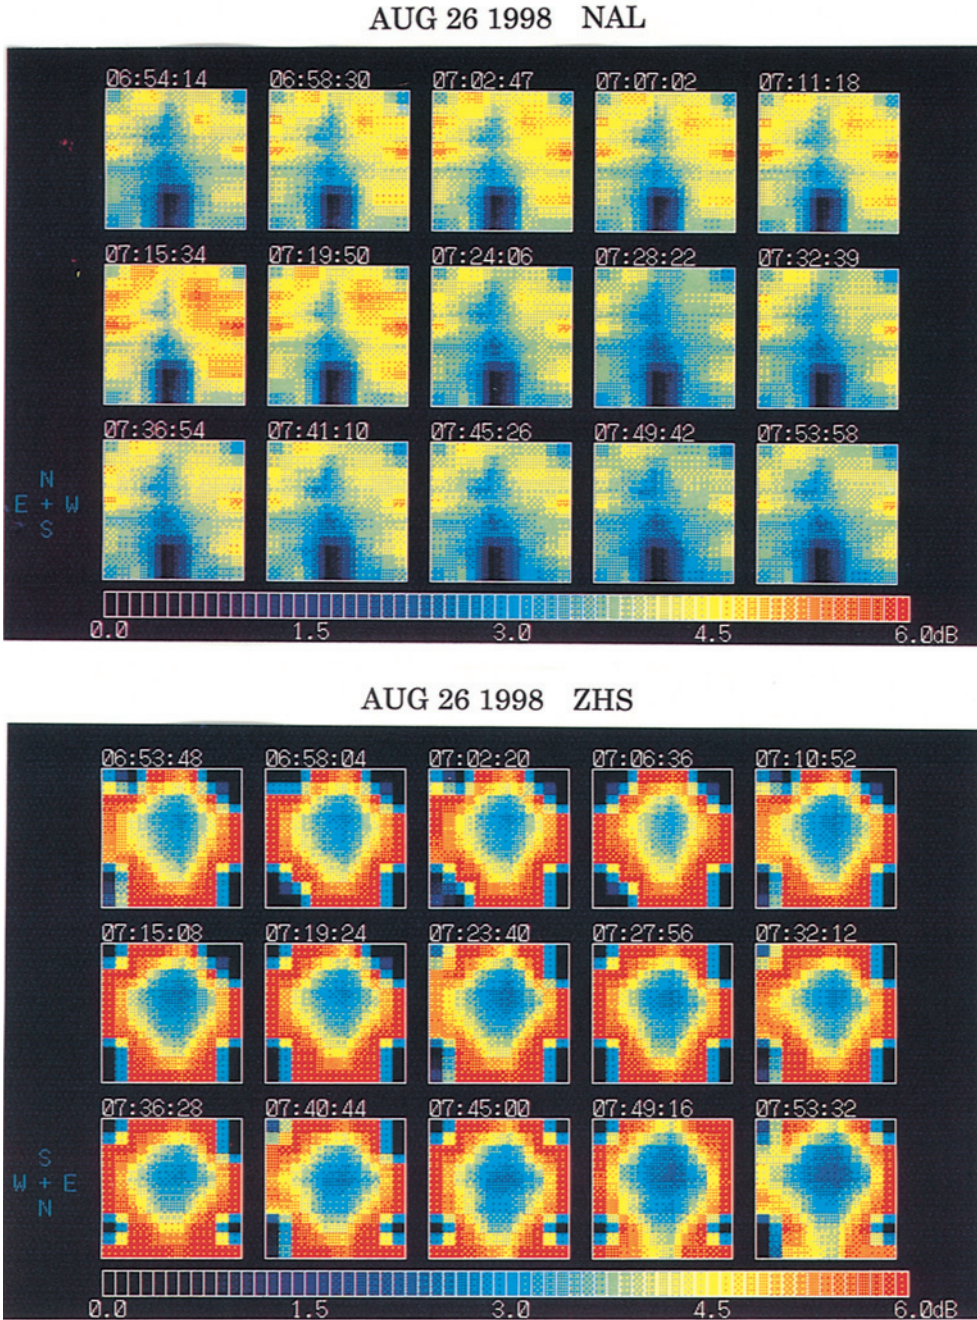 AUG 26 1998 NAL
06:54:14 06:58:30 07:02:47 07:07:02 07:11:18
07:15:34 07:19:50 07:24:06 07:28:22 07:32:39
07:36:54 07:41:10 07:45:26 07:49:42 07:53:58
N
E + W
S
0.0 1.5 3.0 4.5 6.0dB
AUG 26 1998 ZHS
06:53:48 06:58:04 07:02:20 07:06:36 07:10:52
07:15:08 07:19:24 07:23:40 07:27:56 07:32:12
07:36:28 07:40:44 07:45:00 07:49:16 07:53:32
S
W + E
N
0.0 1.5 3.0 4.5 6.0dB